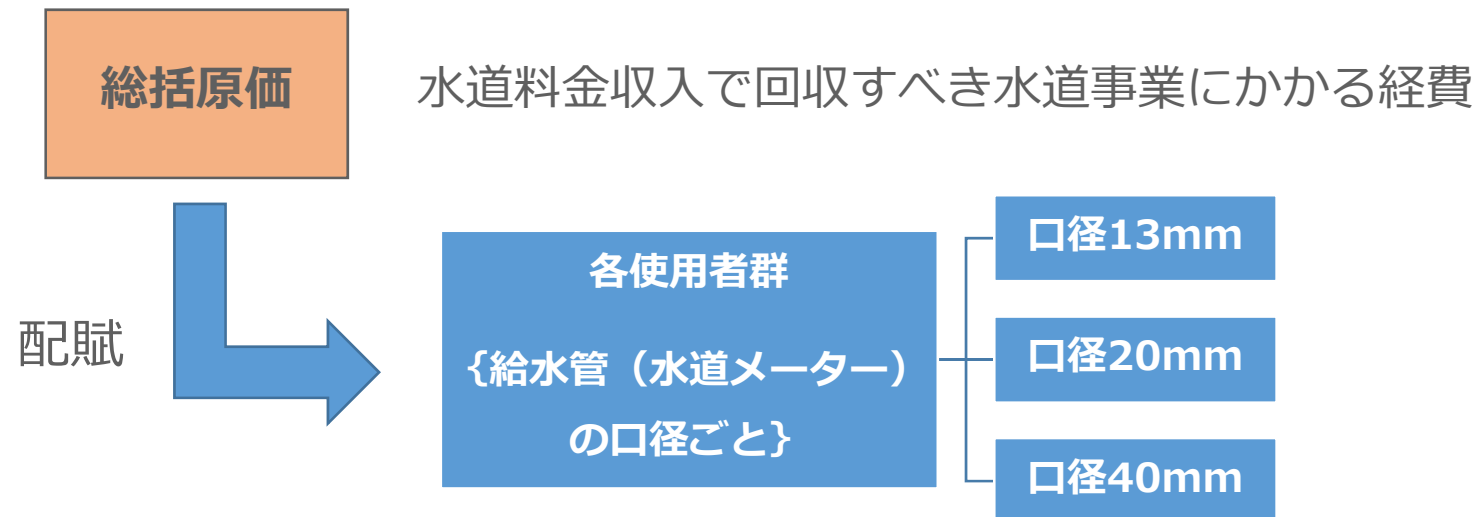 総括原価
水道料金収入で回収すべき水道事業にかかる経費
配賦
各使用者群
{給水管（水道メーター）
の口径ごと}
口径13mm
口径20mm
口径40mm